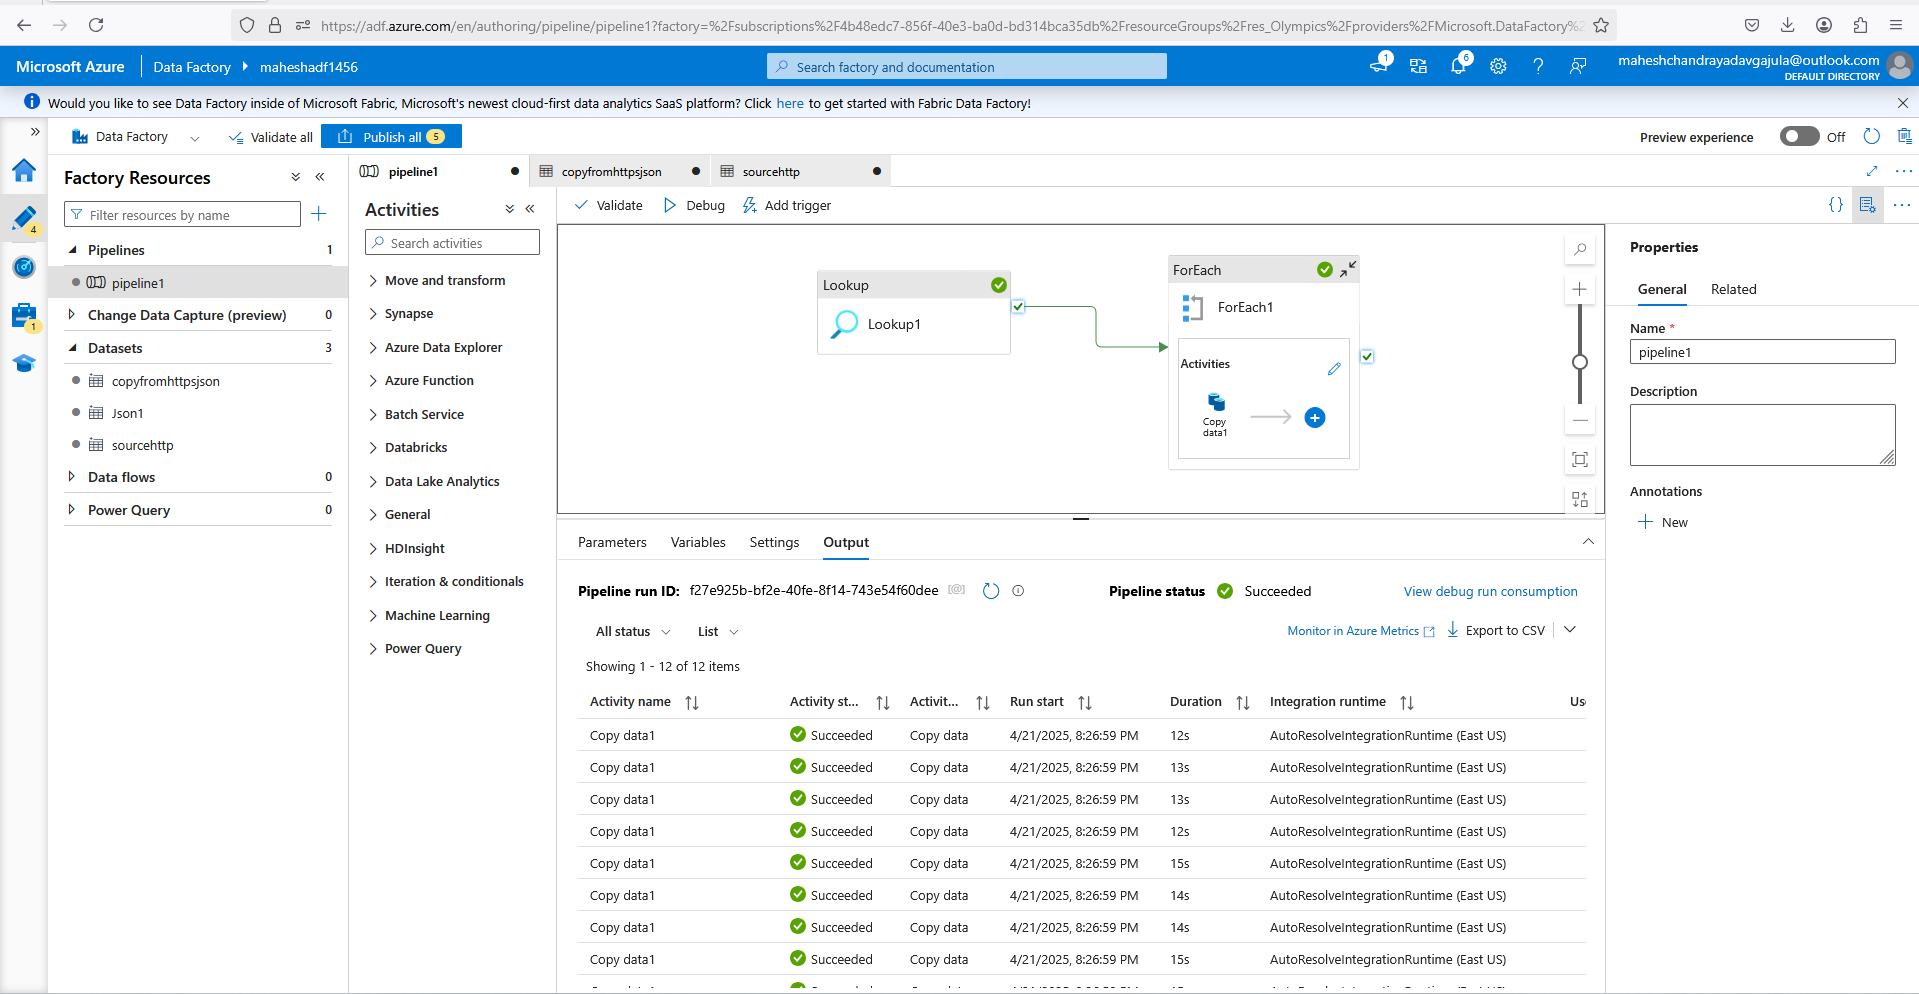 https://adf.azure.com/en/authoring/pipeline/pipeline1?factory=%2Fsubscriptions%2F4b48edc7-856f-40e3-ba0d-bd314bca35db%2FresourceGroups%2Fres_Olympics%2Fproviders%2FMicrosoft.DataFactory%2
Microsoft Azure Data Factory maheshadf1456 Search factory and documentation 1 6 maheshchandrayadavgajula@outlook.com
DEFAULT DIRECTORY
Would you like to see Data Factory inside of Microsoft Fabric, Microsoft's newest cloud-first data analytics SaaS platform? Click here to get started with Fabric Data Factory!
Data Factory Validate all Publish all 5 Preview experience Off
Factory Resources
Filter resources by name
4
Pipelines 1
pipeline1
Change Data Capture (preview) 0
1
Datasets 3
copyfromhttpsjson
Json1
sourcehttp
Data flows 0
Power Query 0
pipeline1 copyfromhttpsjson sourcehttp
Activities
Search activities
Move and transform
Synapse
Azure Data Explorer
Azure Function
Batch Service
Databricks
Data Lake Analytics
General
HDInsight
Iteration & conditionals
Machine Learning
Power Query
Validate Debug Add trigger {}
Lookup
Lookup1
ForEach
ForEach1
Activities
Copy
data1
Parameters Variables Settings Output
Pipeline run ID: f27e925b-bf2e-40fe-8f14-743e54f60dee Pipeline status Succeeded View debug run consumption
All status List Monitor in Azure Metrics Export to CSV
Showing 1 - 12 of 12 items
Activity name Activity st... Activit... Run start Duration Integration runtime Us
Copy data1 Succeeded Copy data 4/21/2025, 8:26:59 PM 12s AutoResolveIntegrationRuntime (East US)
Copy data1 Succeeded Copy data 4/21/2025, 8:26:59 PM 13s AutoResolveIntegrationRuntime (East US)
Copy data1 Succeeded Copy data 4/21/2025, 8:26:59 PM 13s AutoResolveIntegrationRuntime (East US)
Copy data1 Succeeded Copy data 4/21/2025, 8:26:59 PM 12s AutoResolveIntegrationRuntime (East US)
Copy data1 Succeeded Copy data 4/21/2025, 8:26:59 PM 15s AutoResolveIntegrationRuntime (East US)
Copy data1 Succeeded Copy data 4/21/2025, 8:26:59 PM 14s AutoResolveIntegrationRuntime (East US)
Copy data1 Succeeded Copy data 4/21/2025, 8:26:59 PM 14s AutoResolveIntegrationRuntime (East US)
Copy data1 Succeeded Copy data 4/21/2025, 8:26:59 PM 15s AutoResolveIntegrationRuntime (East US)
Properties
General Related
Name *
pipeline1
Description
Annotations
New